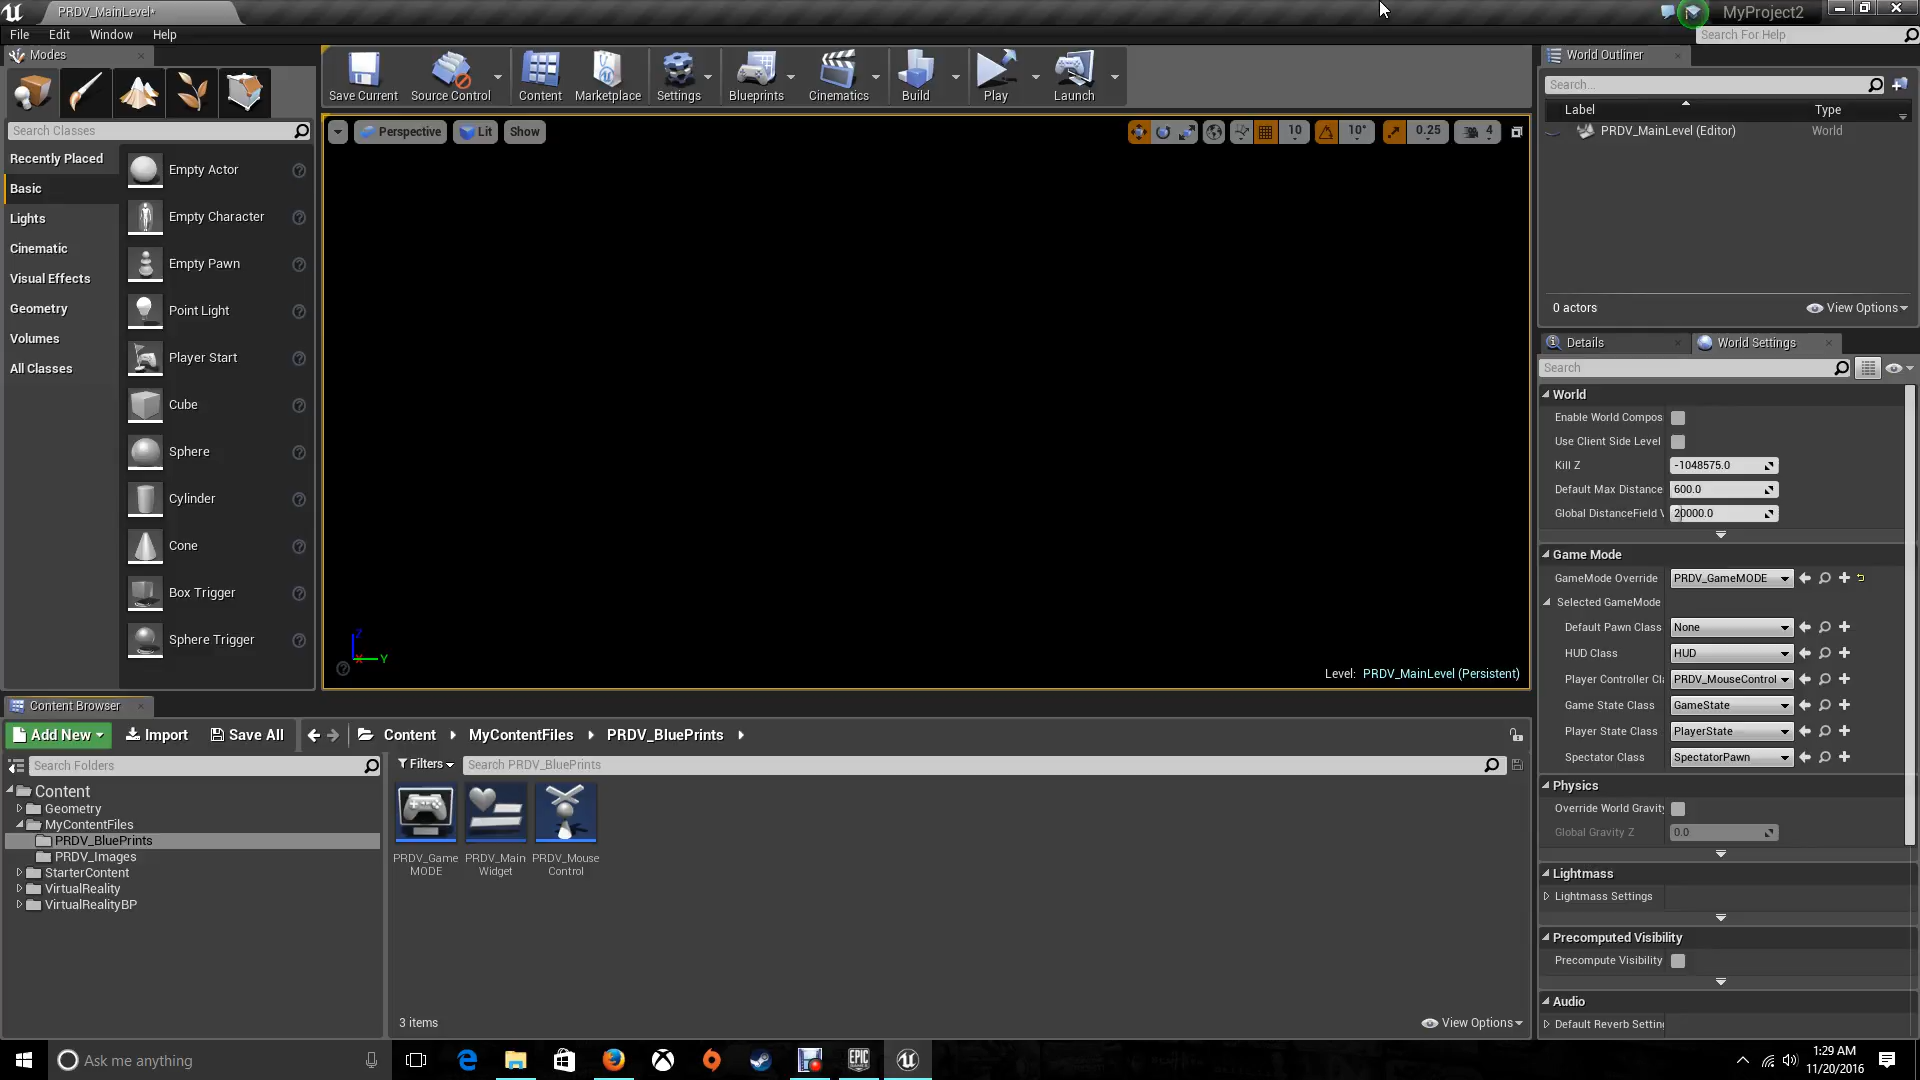 PRDV_MainLevel*
MyProject2
File
Edit
Window
Help
Search For Help
Modes
Search Classes
Recently Placed
Basic
Lights
Cinematic
Visual Effects
Geometry
Volumes
All Classes
Empty Actor
Empty Character
Empty Pawn
Point Light
Player Start
Cube
Sphere
Cylinder
Cone
Box Trigger
Sphere Trigger
Save Current
Source Control
Content
Marketplace
Settings
Blueprints
Cinematics
Build
Play
Launch
Perspective
Lit
Show
10
10°
0.25
4
Z
X
Y
Level: PRDV_MainLevel (Persistent)
World Outliner
Search...
Label
Type
PRDV_MainLevel (Editor)
World
0 actors
View Options
Details
World Settings
Search
World
Enable World Compos
Use Client Side Level
Kill Z
-1048575.0
Default Max Distance
600.0
Global DistanceField V
20000.0
Game Mode
GameMode Override
PRDV_GameMODE
Selected GameMode
Default Pawn Class
None
HUD Class
HUD
Player Controller Cl
PRDV_MouseControl
Game State Class
GameState
Player State Class
PlayerState
Spectator Class
SpectatorPawn
Physics
Override World Gravity
Global Gravity Z
0.0
Lightmass
Lightmass Settings
Precomputed Visibility
Precompute Visibility
Audio
Default Reverb Setting
Content Browser
Add New
Import
Save All
Content
MyContentFiles
PRDV_BluePrints
Search Folders
Filters
Search PRDV_BluePrints
Content
Geometry
MyContentFiles
PRDV_BluePrints
PRDV_Images
StarterContent
VirtualReality
VirtualRealityBP
PRDV_Game
MODE
PRDV_Main
Widget
PRDV_Mouse
Control
3 items
View Options
Ask me anything
EPIC
GAMES
1:29 AM
11/20/2016